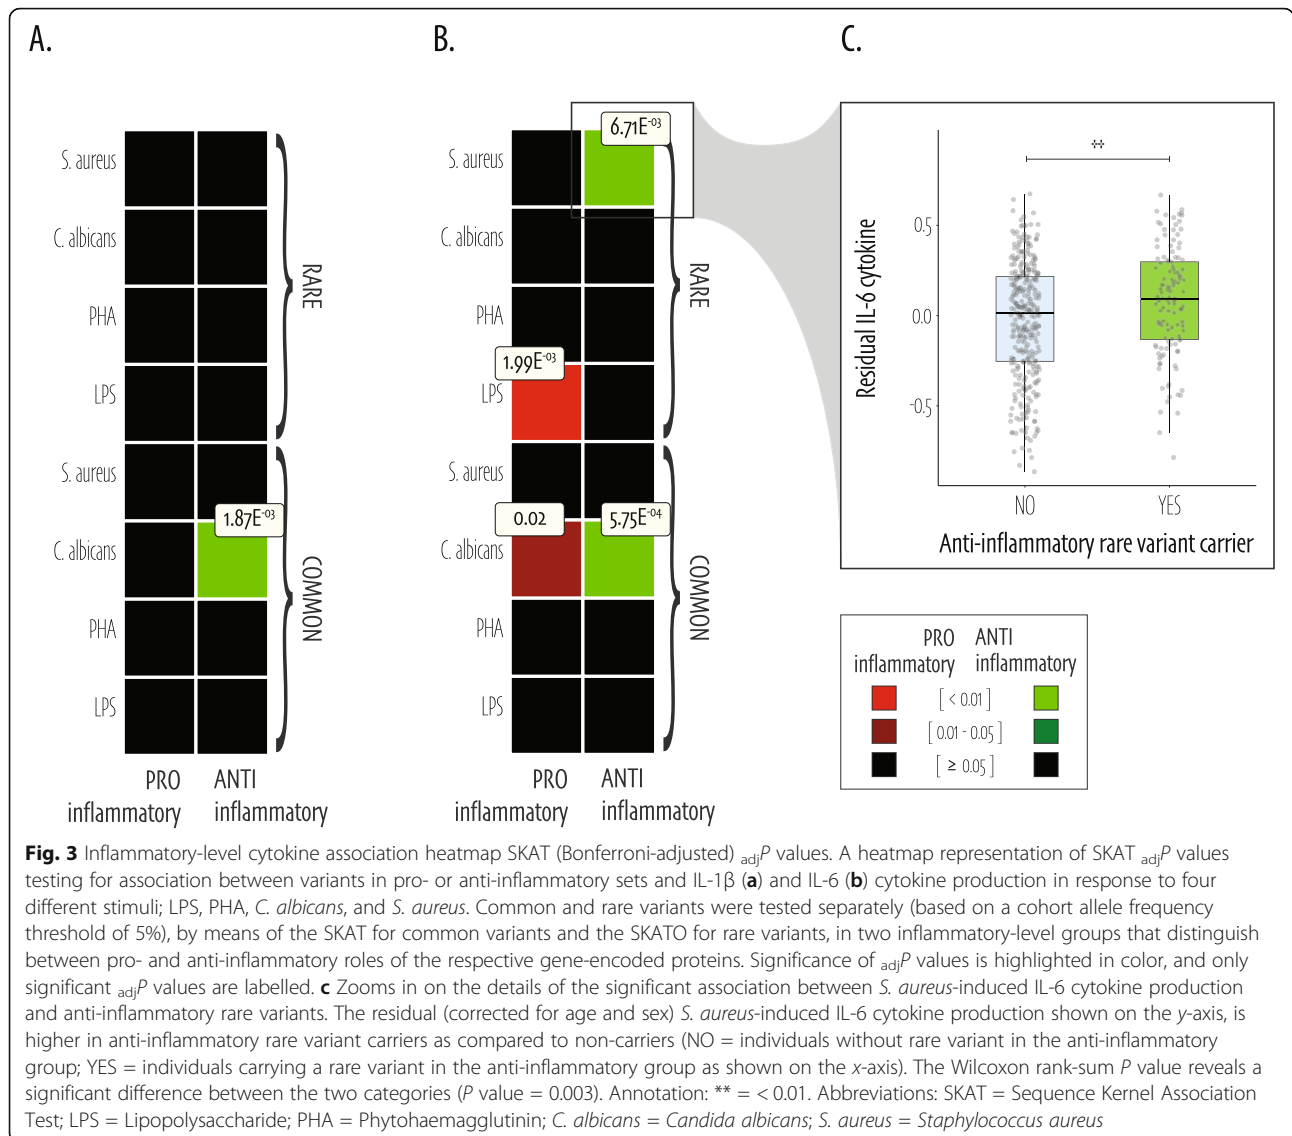 A.
S. aureus
C. albicans
PHA
LPS
RARE
S. aureus
1.87E-03
C. albicans
PHA
LPS
COMMON
PRO
inflammatory
ANTI
inflammatory
B.
6.71E-03
S. aureus
C. albicans
PHA
1.99E-03
LPS
RARE
S. aureus
0.02
5.75E-04
C. albicans
PHA
LPS
COMMON
PRO
inflammatory
ANTI
inflammatory
C.
**
Residual IL-6 cytokine
0.5
0.0
-0.5
NO
YES
Anti-inflammatory rare variant carrier
PRO
inflammatory
ANTI
inflammatory
[ < 0.01 ]
[ 0.01 - 0.05 ]
[ ≥ 0.05 ]
Fig. 3 Inflammatory-level cytokine association heatmap SKAT (Bonferroni-adjusted) adjP values. A heatmap representation of SKAT adjP values
testing for association between variants in pro- or anti-inflammatory sets and IL-1β (a) and IL-6 (b) cytokine production in response to four
different stimuli; LPS, PHA, C. albicans, and S. aureus. Common and rare variants were tested separately (based on a cohort allele frequency
threshold of 5%), by means of the SKAT for common variants and the SKATO for rare variants, in two inflammatory-level groups that distinguish
between pro- and anti-inflammatory roles of the respective gene-encoded proteins. Significance of adjP values is highlighted in color, and only
significant adjP values are labelled. c Zooms in on the details of the significant association between S. aureus-induced IL-6 cytokine production
and anti-inflammatory rare variants. The residual (corrected for age and sex) S. aureus-induced IL-6 cytokine production shown on the y-axis, is
higher in anti-inflammatory rare variant carriers as compared to non-carriers (NO = individuals without rare variant in the anti-inflammatory
group; YES = individuals carrying a rare variant in the anti-inflammatory group as shown on the x-axis). The Wilcoxon rank-sum P value reveals a
significant difference between the two categories (P value = 0.003). Annotation: ** = < 0.01. Abbreviations: SKAT = Sequence Kernel Association
Test; LPS = Lipopolysaccharide; PHA = Phytohaemagglutinin; C. albicans = Candida albicans; S. aureus = Staphylococcus aureus